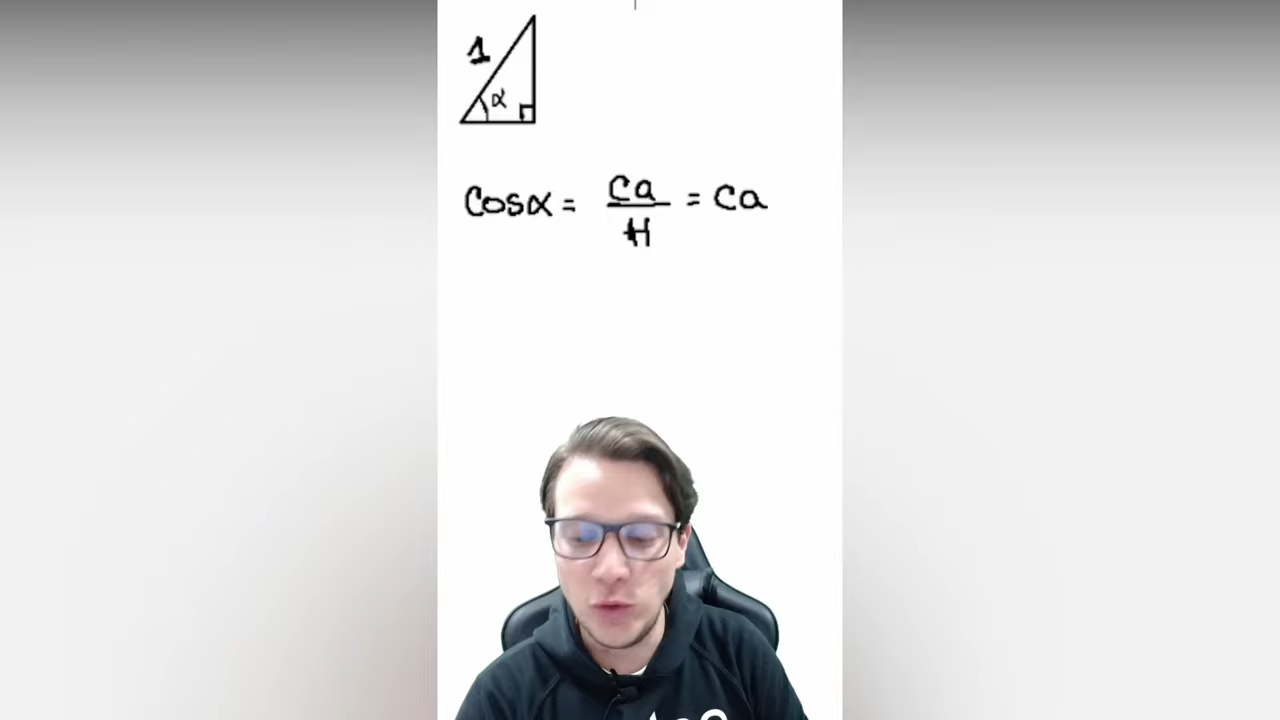 1
α
cosα = ca/H = ca